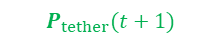 P_tether(t + 1)